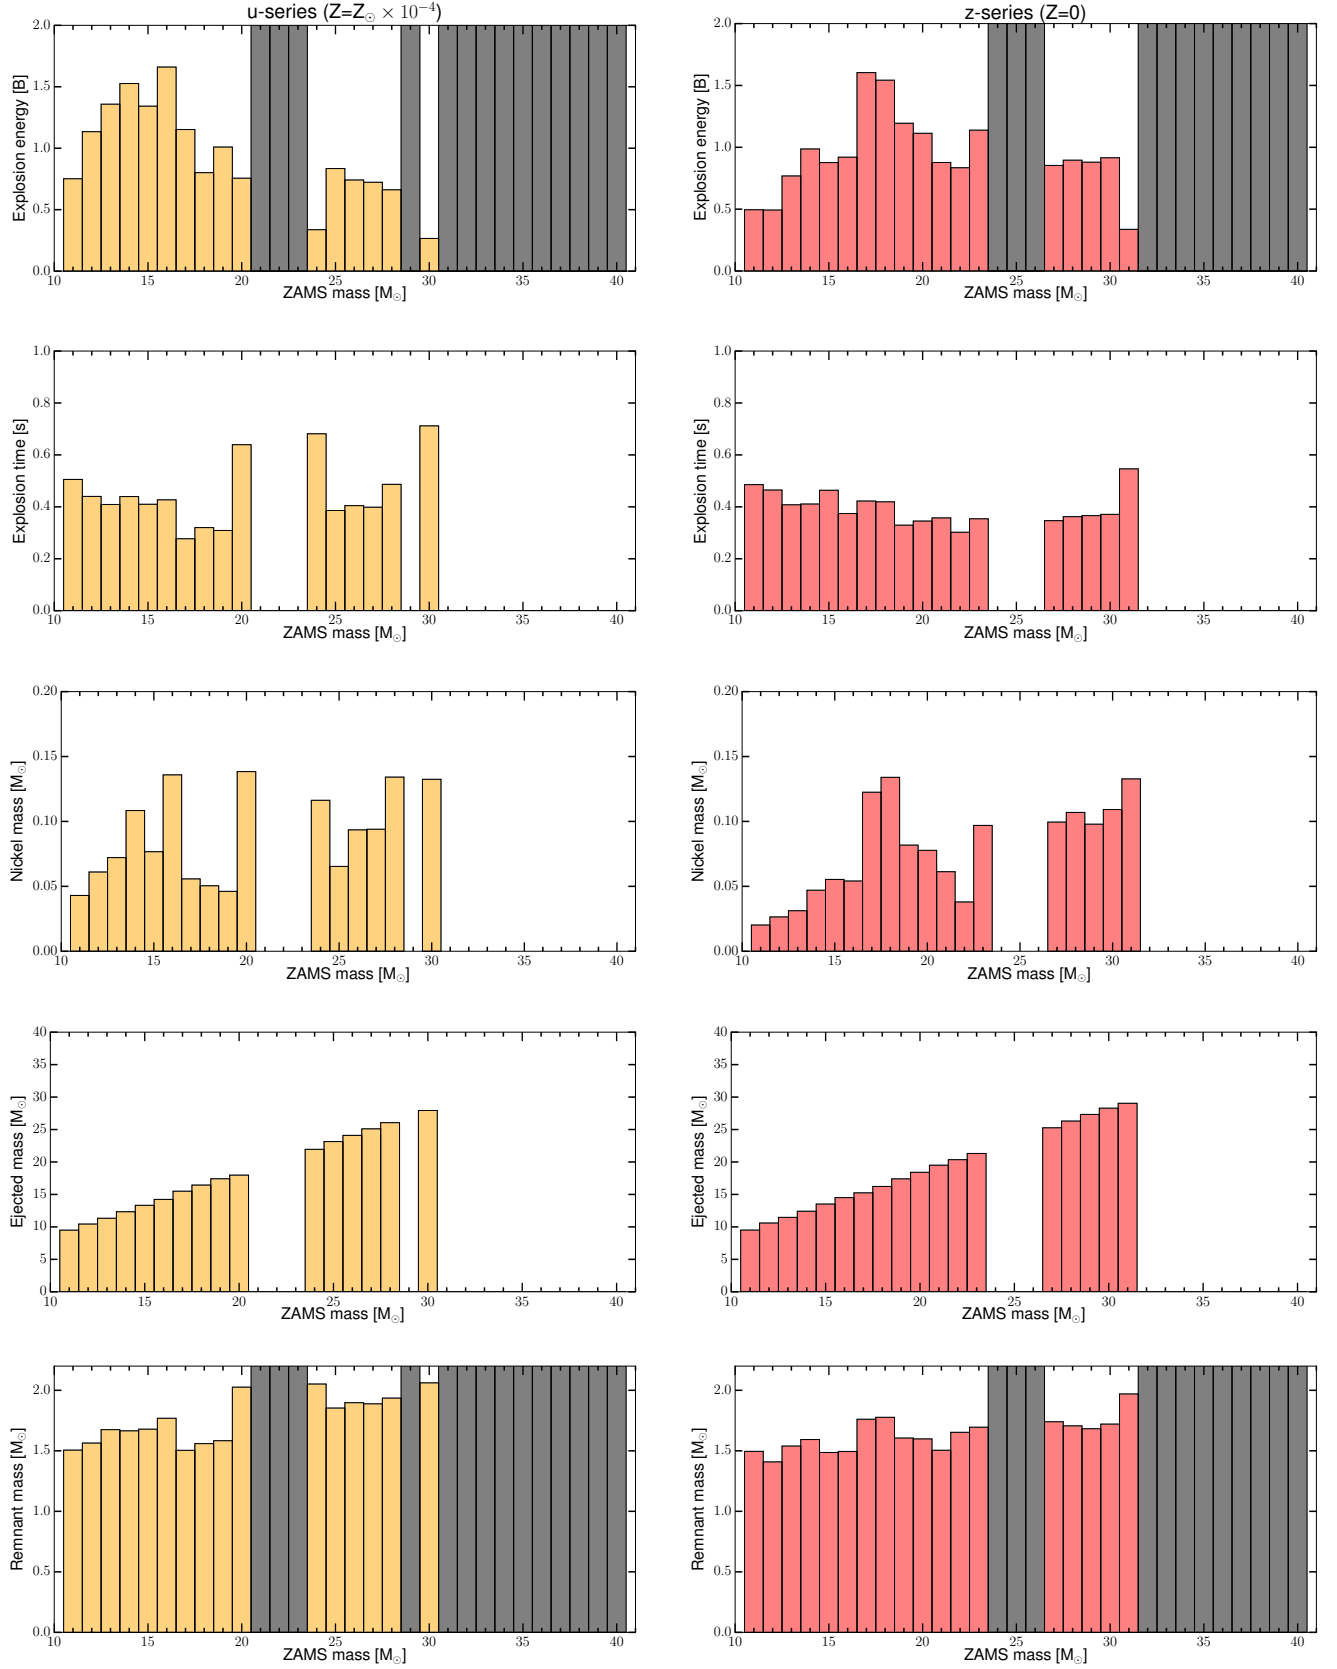 u-series (Z=Z☉ × 10⁻⁴)
2.0
1.5
1.0
0.5
0.0
Explosion energy [B]
10 15 20 25 30 35 40
ZAMS mass [M☉]
z-series (Z=0)
2.0
1.5
1.0
0.5
0.0
Explosion energy [B]
10 15 20 25 30 35 40
ZAMS mass [M☉]
1.0
0.8
0.6
0.4
0.2
0.0
Explosion time [s]
10 15 20 25 30 35 40
ZAMS mass [M☉]
1.0
0.8
0.6
0.4
0.2
0.0
Explosion time [s]
10 15 20 25 30 35 40
ZAMS mass [M☉]
0.20
0.15
0.10
0.05
0.00
Nickel mass [M☉]
10 15 20 25 30 35 40
ZAMS mass [M☉]
0.20
0.15
0.10
0.05
0.00
Nickel mass [M☉]
10 15 20 25 30 35 40
ZAMS mass [M☉]
40
35
30
25
20
15
10
5
0
Ejected mass [M☉]
10 15 20 25 30 35 40
ZAMS mass [M☉]
40
35
30
25
20
15
10
5
0
Ejected mass [M☉]
10 15 20 25 30 35 40
ZAMS mass [M☉]
2.0
1.5
1.0
0.5
0.0
Remnant mass [M☉]
10 15 20 25 30 35 40
ZAMS mass [M☉]
2.0
1.5
1.0
0.5
0.0
Remnant mass [M☉]
10 15 20 25 30 35 40
ZAMS mass [M☉]